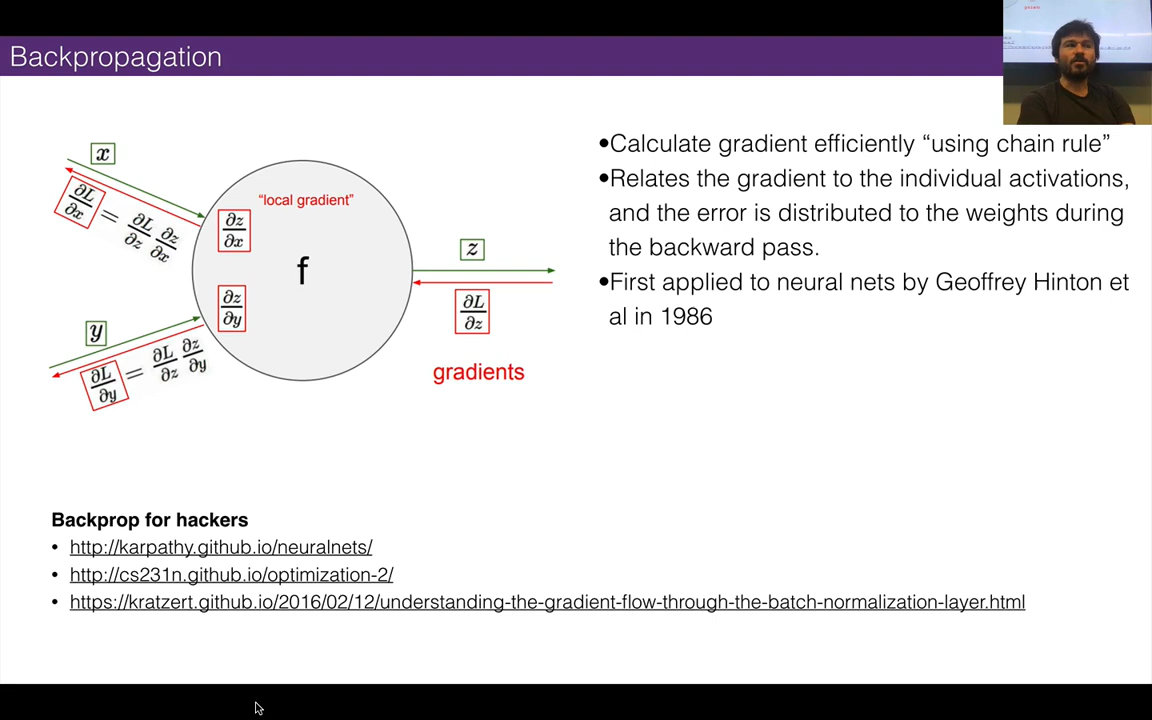 Backpropagation
x
∂L/∂x = ∂L/∂z ∂z/∂x
"local gradient"
∂z/∂x
f
z
∂z/∂y
∂L/∂z
y
∂L/∂y = ∂L/∂z ∂z/∂y
gradients
•Calculate gradient efficiently “using chain rule”
•Relates the gradient to the individual activations,
and the error is distributed to the weights during
the backward pass.
•First applied to neural nets by Geoffrey Hinton et
al in 1986
Backprop for hackers
• http://karpathy.github.io/neuralnets/
• http://cs231n.github.io/optimization-2/
• https://kratzert.github.io/2016/02/12/understanding-the-gradient-flow-through-the-batch-normalization-layer.html